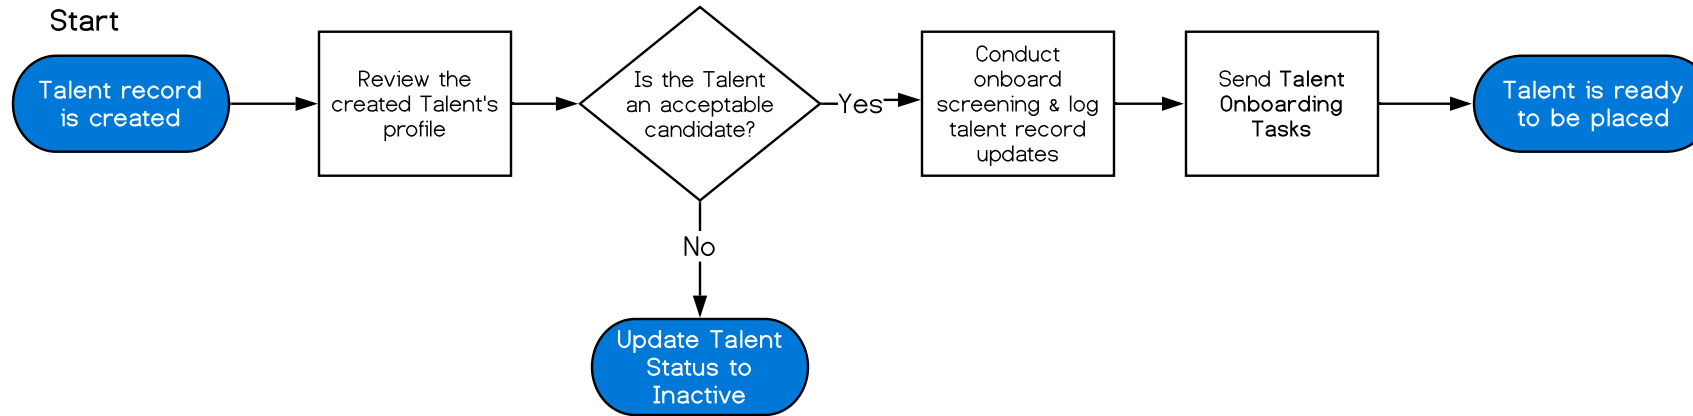 Start
Talent record
is created
Review the
created Talent's
profile
Is the Talent
an acceptable
candidate?
Yes
Conduct
onboard
screening & log
talent record
updates
Send Talent
Onboarding
Tasks
Talent is ready
to be placed
No
Update Talent
Status to
Inactive